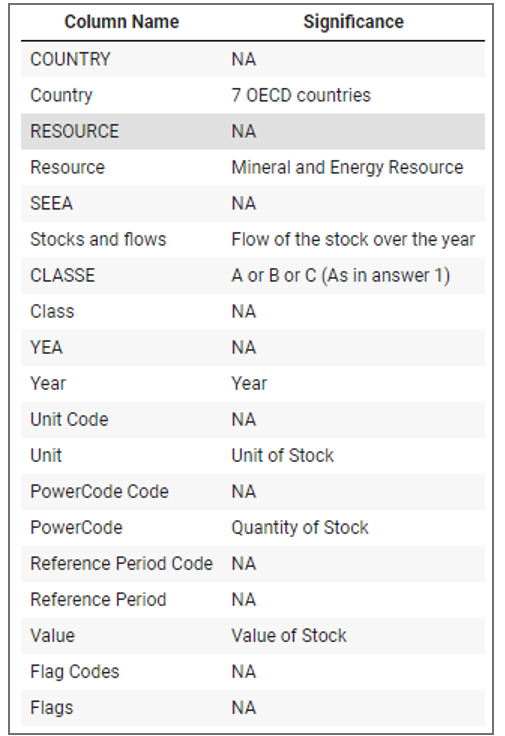 Column Name Significance
COUNTRY NA
Country 7 OECD countries
RESOURCE NA
Resource Mineral and Energy Resource
SEEA NA
Stocks and flows Flow of the stock over the year
CLASSE A or B or C (As in answer 1)
Class NA
YEA NA
Year Year
Unit Code NA
Unit Unit of Stock
PowerCode Code NA
PowerCode Quantity of Stock
Reference Period Code NA
Reference Period NA
Value Value of Stock
Flag Codes NA
Flags NA